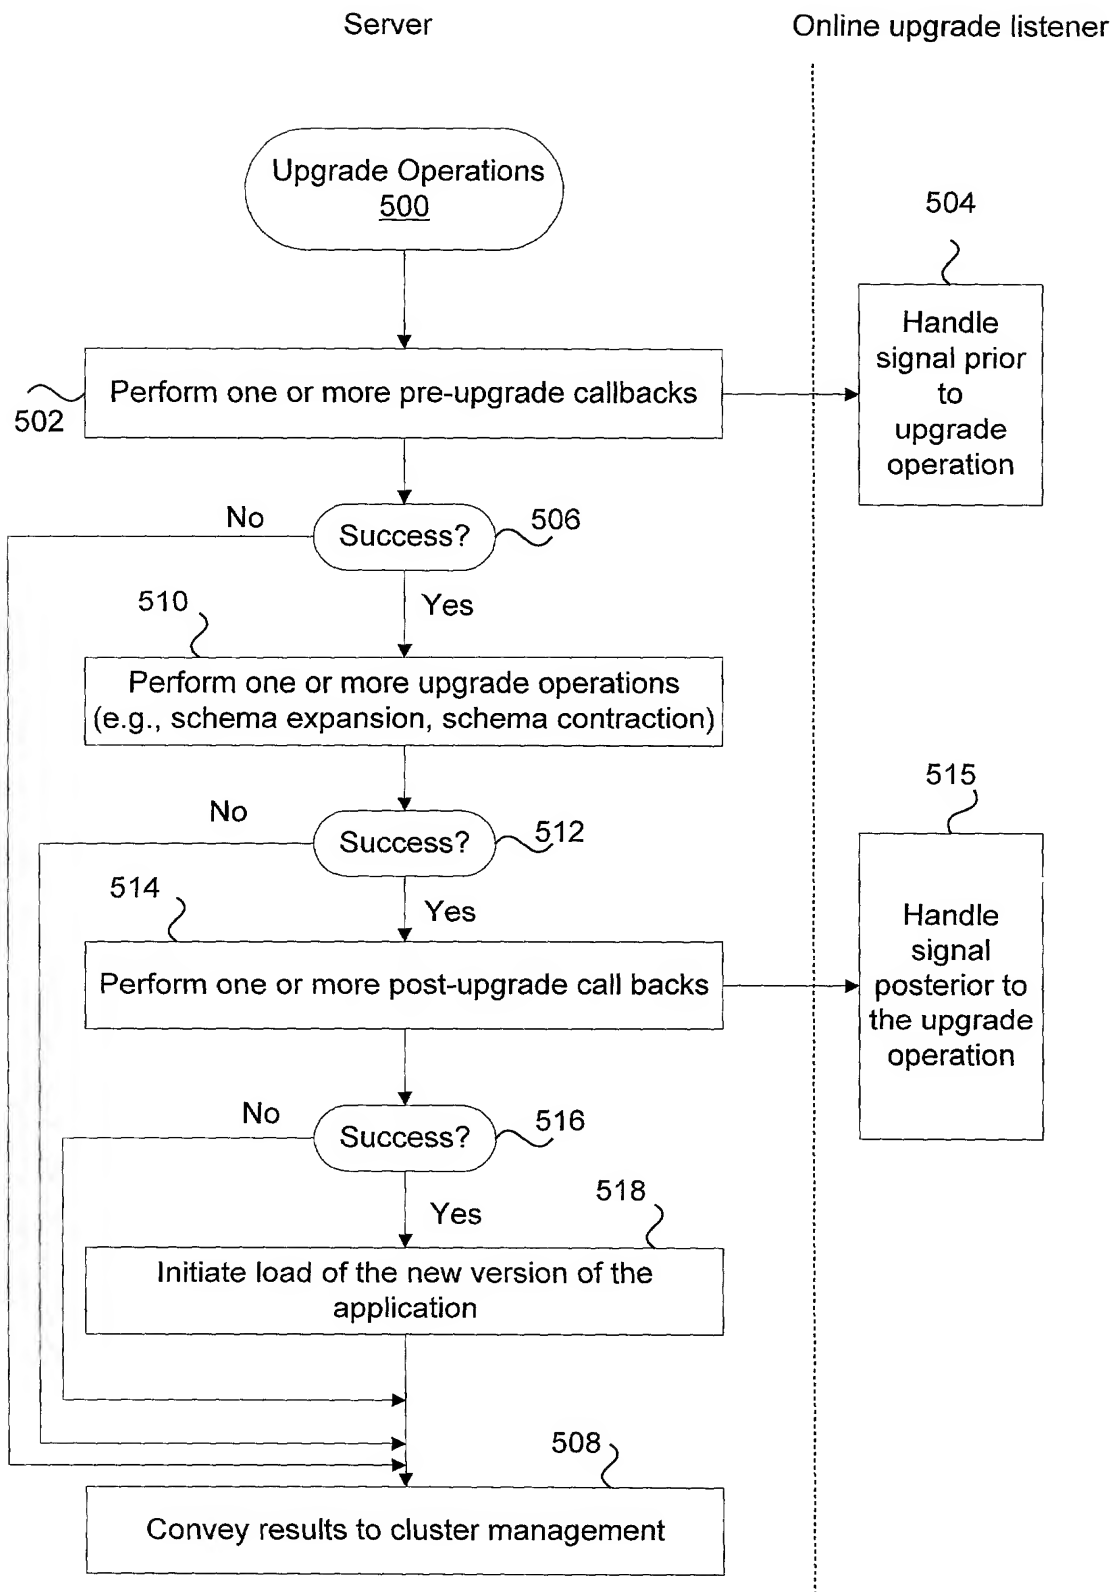 Server
Online upgrade listener
Upgrade Operations
500
504
Handle
signal prior
to
upgrade
operation
Perform one or more pre-upgrade callbacks
502
No
Success?
506
Yes
510
Perform one or more upgrade operations
(e.g., schema expansion, schema contraction)
No
Success?
512
515
514
Yes
Handle
signal
posterior to
the upgrade
operation
Perform one or more post-upgrade call backs
No
Success?
516
518
Yes
Initiate load of the new version of the
application
508
Convey results to cluster management